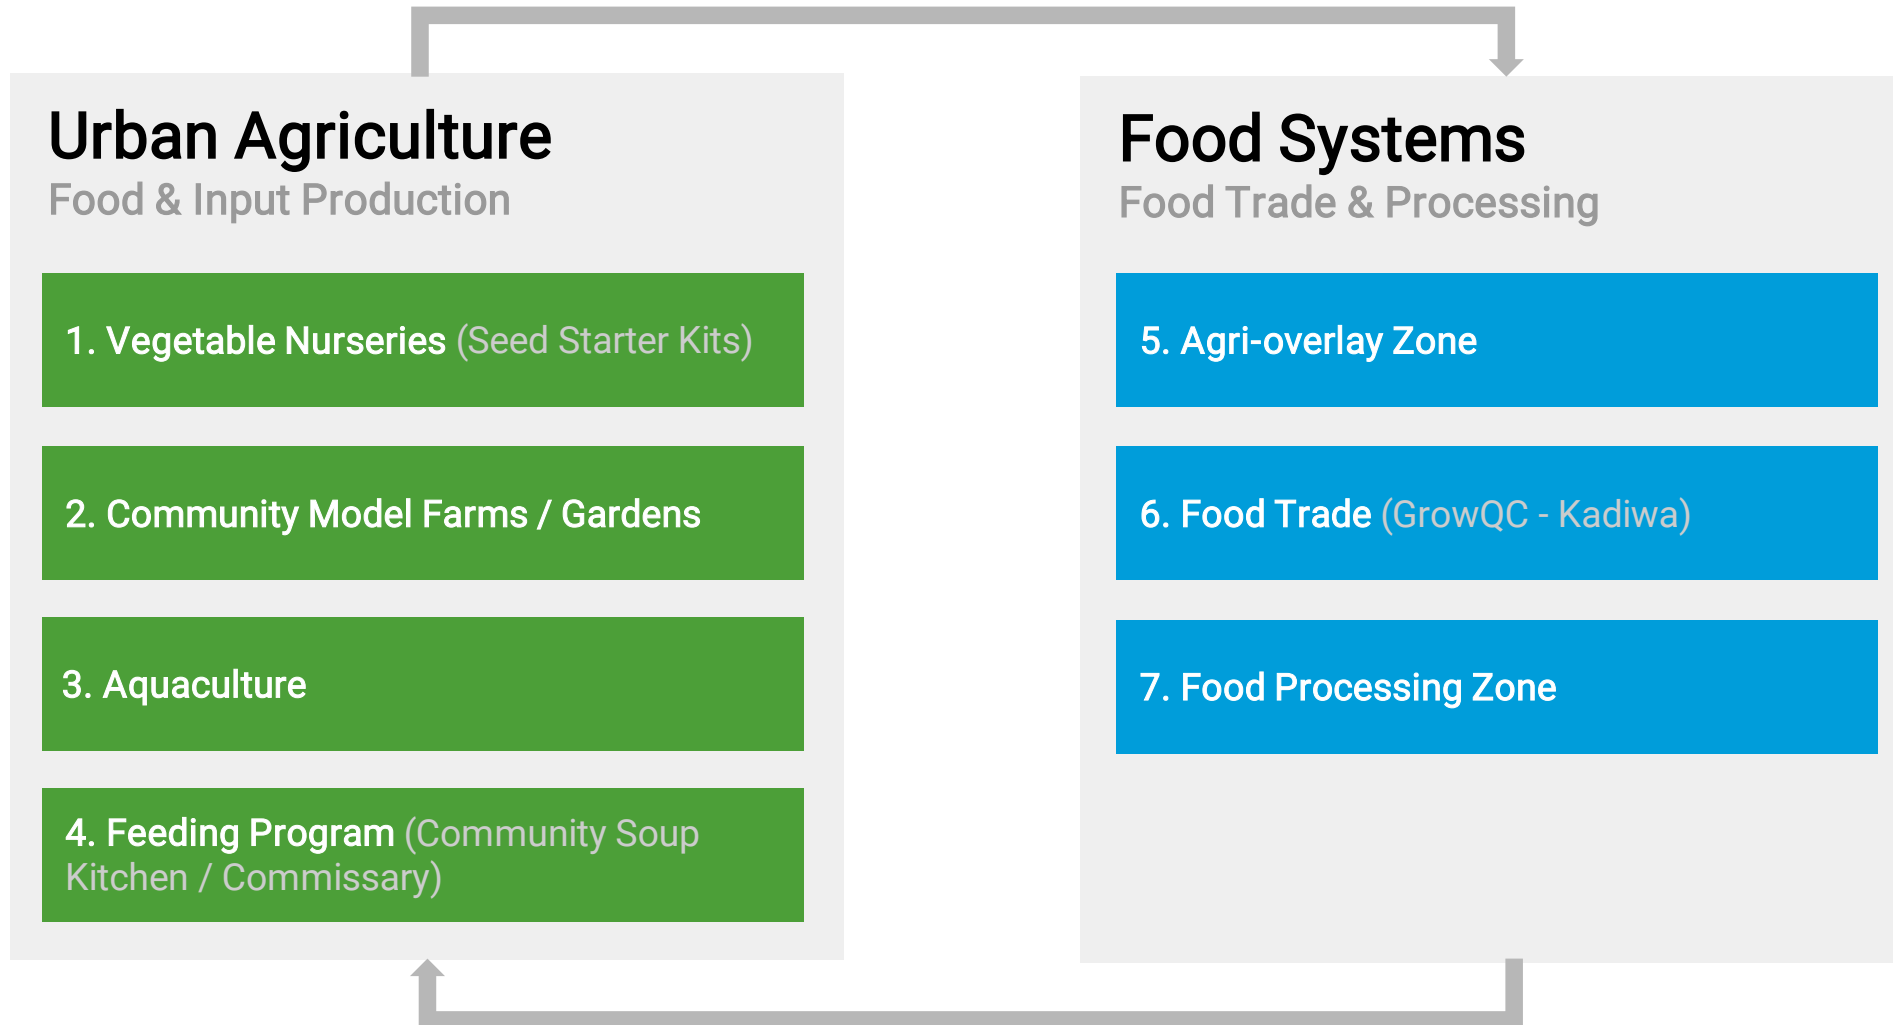 Urban Agriculture
Food & Input Production
1. Vegetable Nurseries (Seed Starter Kits)
2. Community Model Farms / Gardens
3. Aquaculture
4. Feeding Program (Community Soup
Kitchen / Commissary)
Food Systems
Food Trade & Processing
5. Agri-overlay Zone
6. Food Trade (GrowQC - Kadiwa)
7. Food Processing Zone